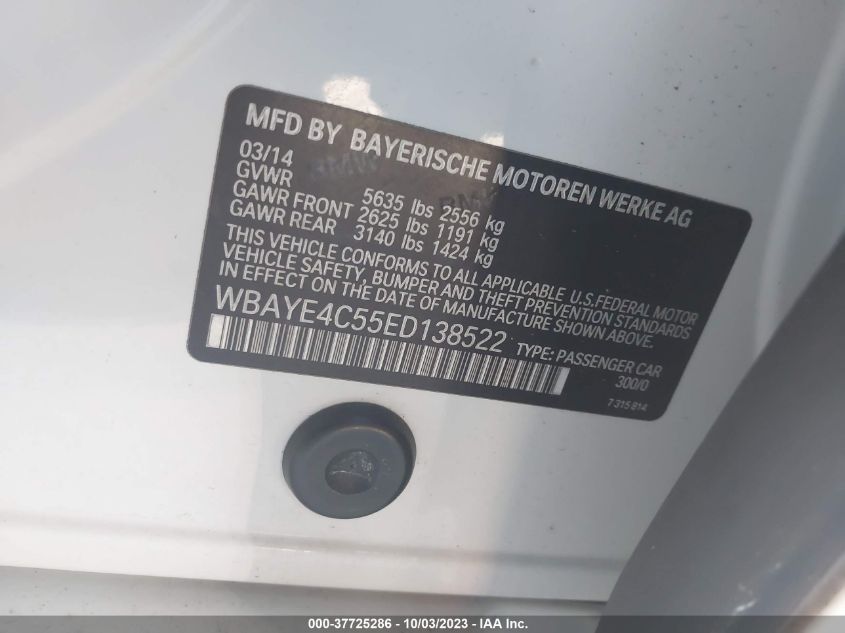 MFD BY BAYERISCHE MOTOREN WERKE AG
03/14
GVWR 5635 lbs 2556 kg
GAWR FRONT 2625 lbs 1191 kg
GAWR REAR 3140 lbs 1424 kg
THIS VEHICLE CONFORMS TO ALL APPLICABLE U.S.FEDERAL MOTOR
VEHICLE SAFETY, BUMPER AND THEFT PREVENTION STANDARDS
IN EFFECT ON THE DATE OF MANUFACTURE SHOWN ABOVE.
WBAYE4C55ED138522 TYPE: PASSENGER CAR
300/0
7 315 814
000-37725286 - 10/03/2023 - IAA Inc.